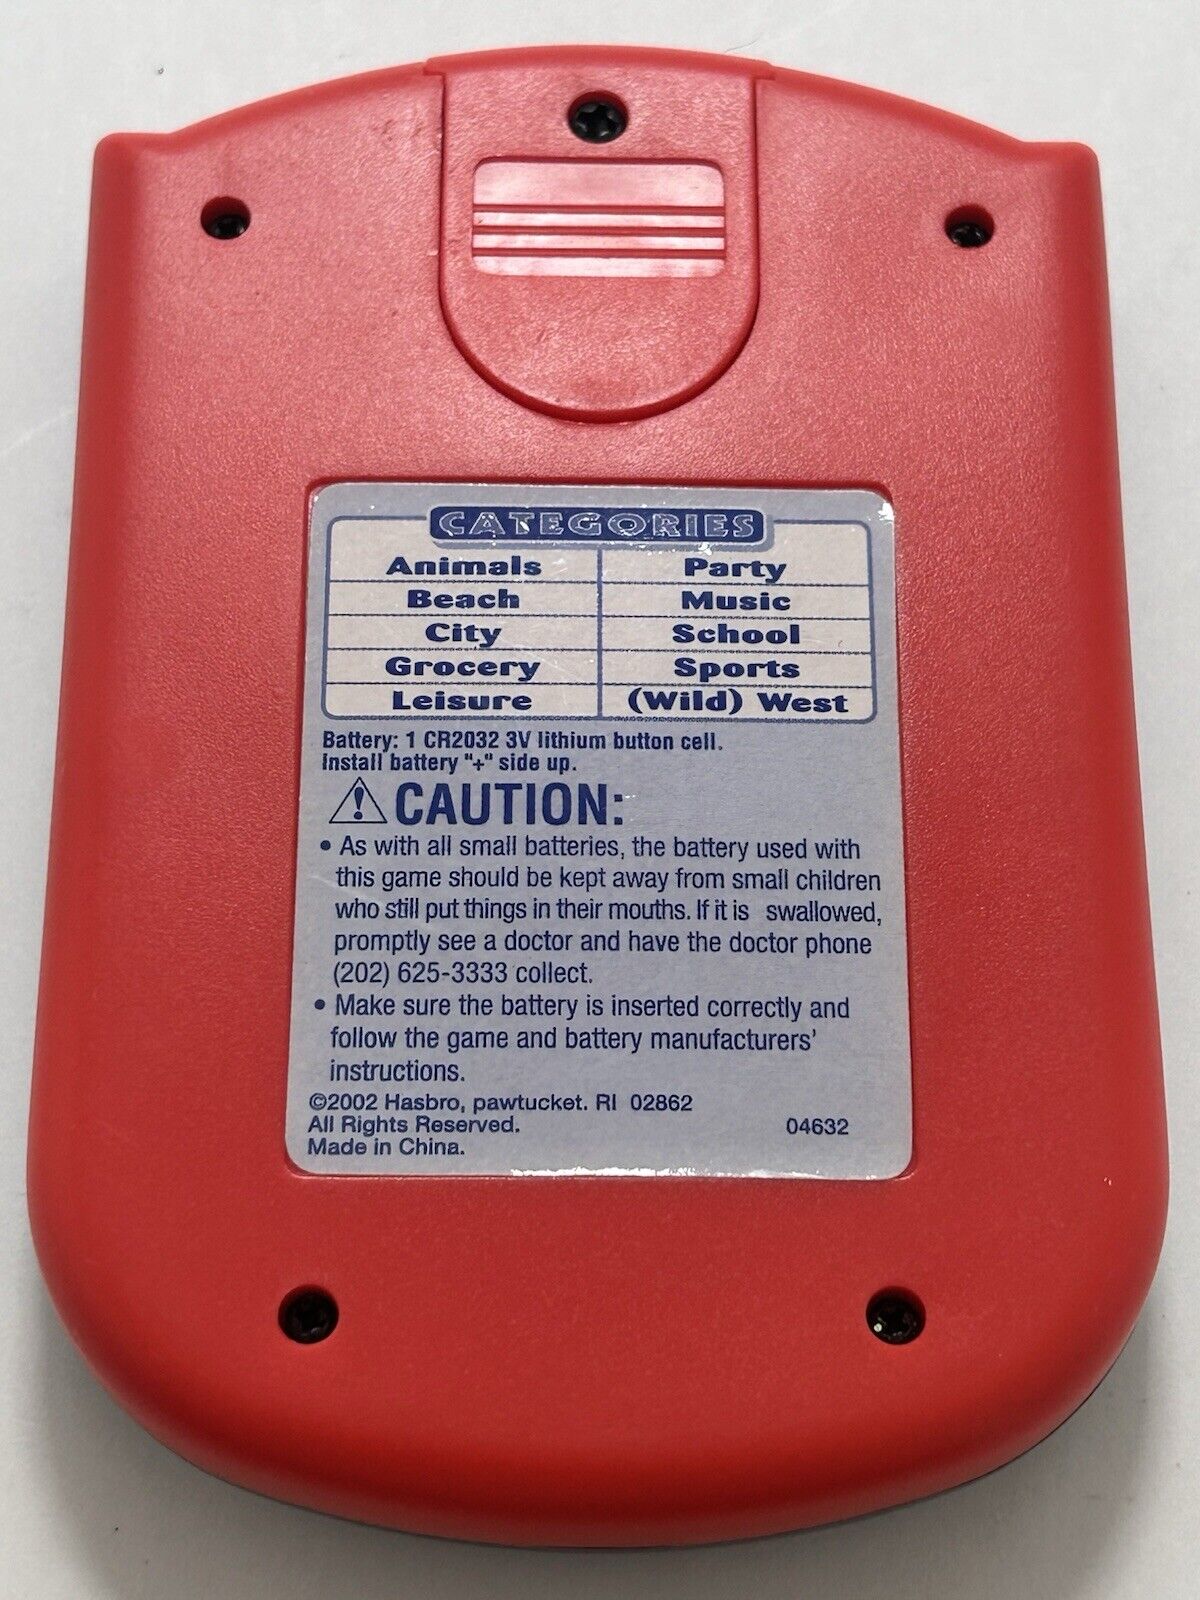 CATEGORIES
Animals Party
Beach Music
City School
Grocery Sports
Leisure (Wild) West
Battery: 1 CR2032 3V lithium button cell.
Install battery "+" side up.
CAUTION:
• As with all small batteries, the battery used with
this game should be kept away from small children
who still put things in their mouths. If it is swallowed,
promptly see a doctor and have the doctor phone
(202) 625-3333 collect.
• Make sure the battery is inserted correctly and
follow the game and battery manufacturers'
instructions.
©2002 Hasbro, pawtucket. RI 02862
All Rights Reserved. 04632
Made in China.